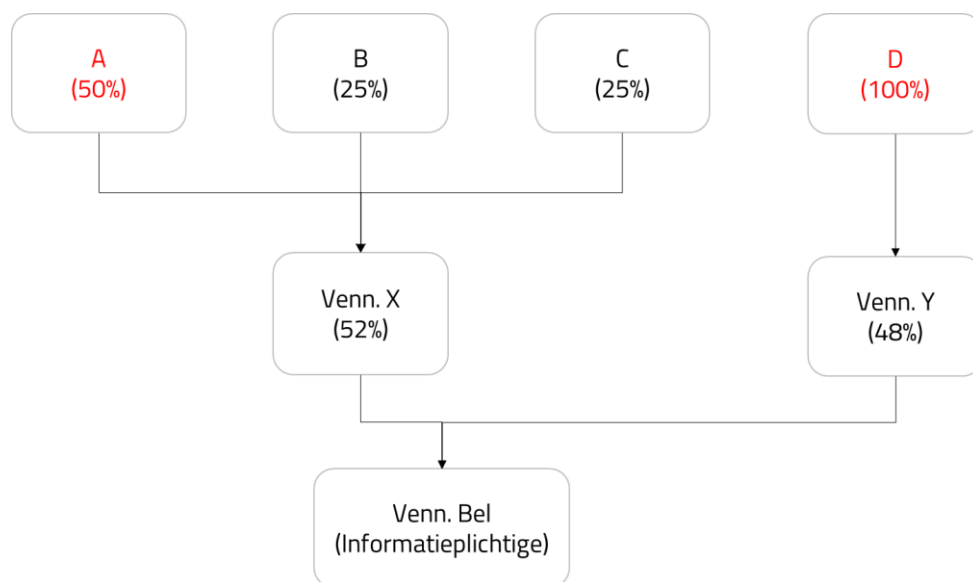 A
(50%)
B
(25%)
C
(25%)
D
(100%)
Venn. X
(52%)
Venn. Y
(48%)
Venn. Bel
(Informatieplichtige)